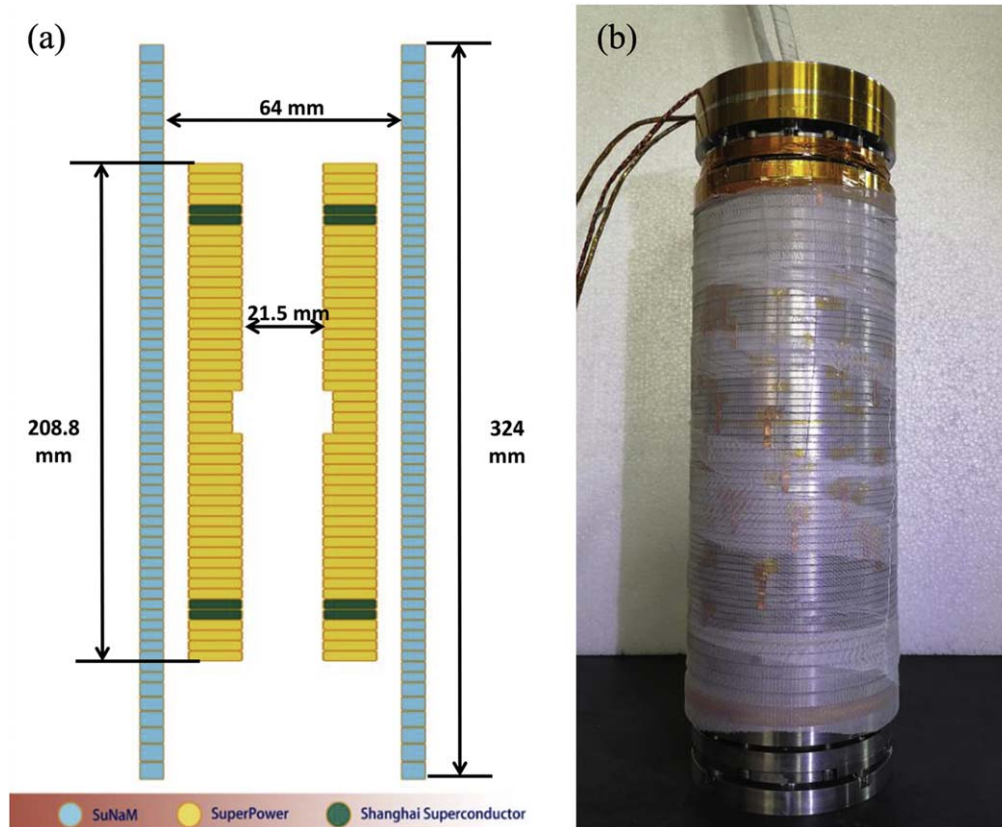 (a)
(b)
64 mm
21.5 mm
208.8
mm
324
mm
SuNaM
SuperPower
Shanghai Superconductor